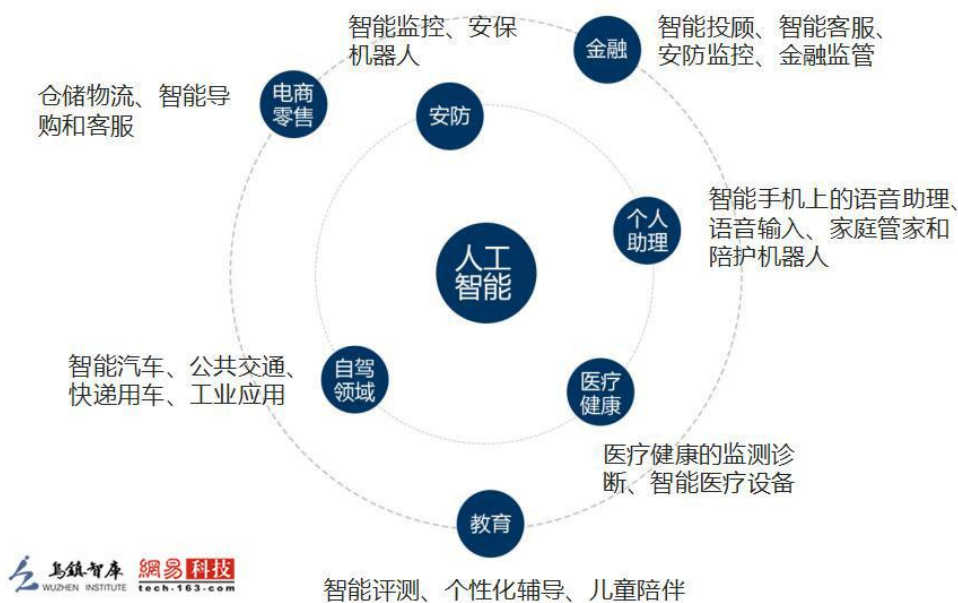 智能监控、安保
机器人
金融
智能投顾、智能客服、
安防监控、金融监管
仓储物流、智能导
购和客服
电商
零售
安防
个人
助理
智能手机上的语音助理、
语音输入、家庭管家和
陪护机器人
人工
智能
智能汽车、公共交通、
快递用车、工业应用
自驾
领域
医疗
健康
医疗健康的监测诊
断、智能医疗设备
教育
智能评测、个性化辅导、儿童陪伴
烏鎮智庫
WUZHEN INSTITUTE
網易科技
tech.163.com